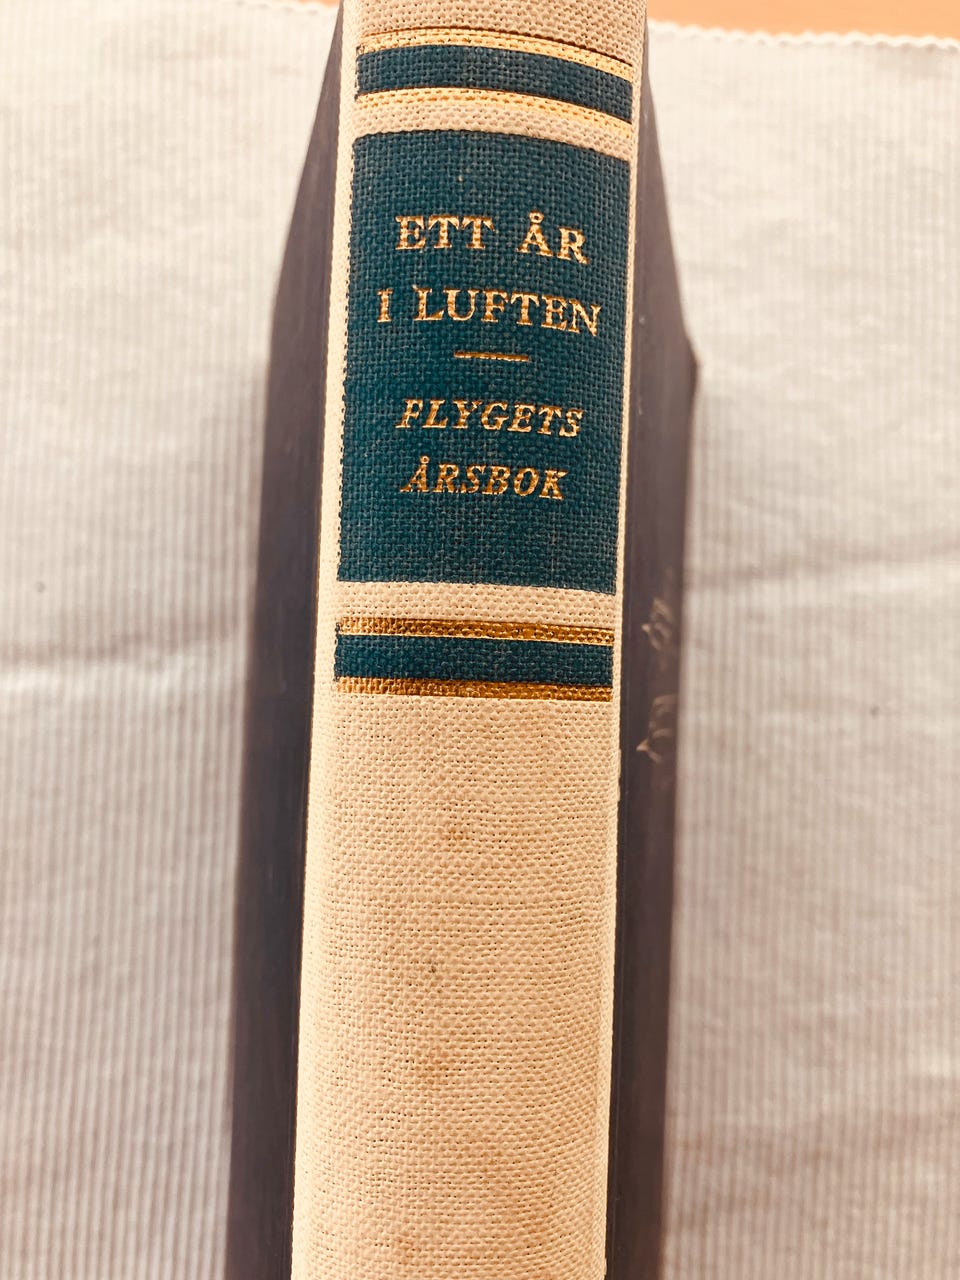 ETT ÅR
I LUFTEN
FLYGETS
ÅRSBOK